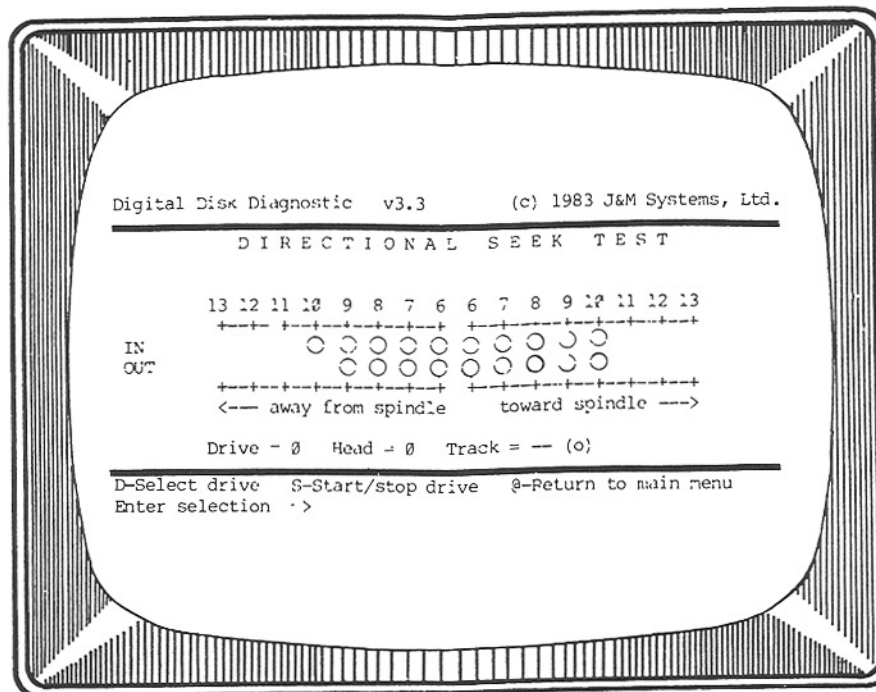 Digital Disk Diagnostic v3.3 (c) 1983 J&M Systems, Ltd.
DIRECTIONAL SEEK TEST
13 12 11 10 9 8 7 6 6 7 8 9 10 11 12 13
+---+---+---+---+---+---+---+ +---+---+---+---+---+---+---+
IN O O O O O O O O O O
OUT O O O O O O O O O
+---+---+---+---+---+---+---+ +---+---+---+---+---+---+---+
<--- away from spindle toward spindle --->
Drive = 0 Head = 0 Track = -- (o)
D-Select drive S-Start/stop drive @-Return to main menu
Enter selection ->